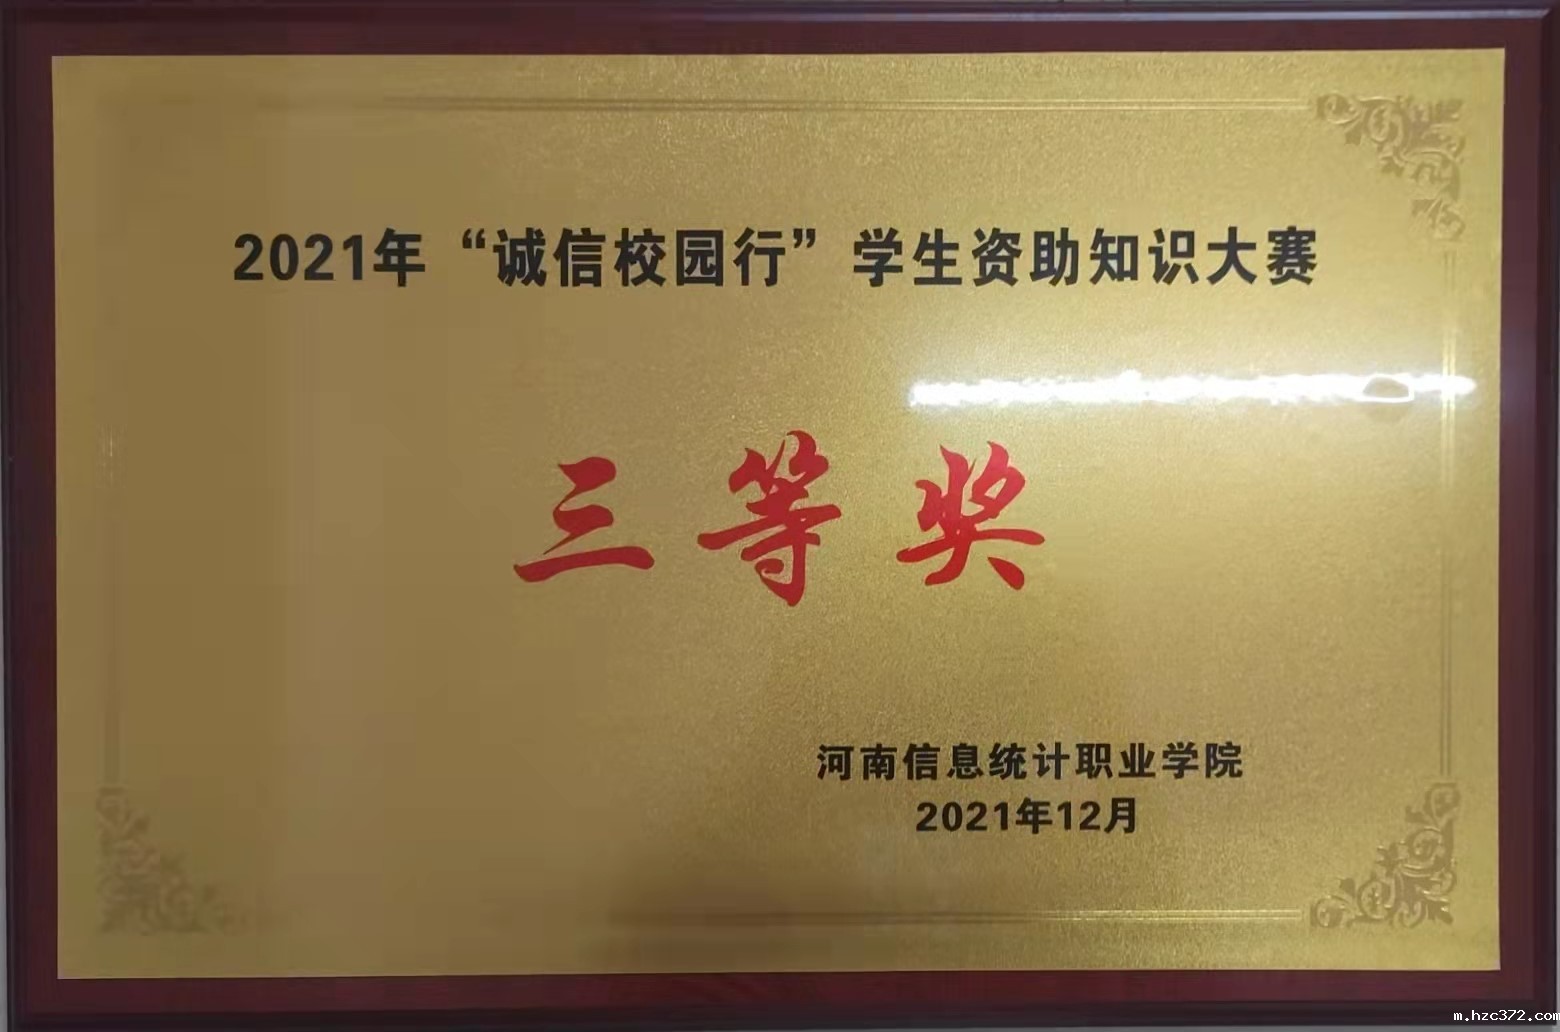 2021年“诚信校园行”学生资助知识大赛
三等奖
河南信息统计职业学院
2021年12月
m.hzc372.com